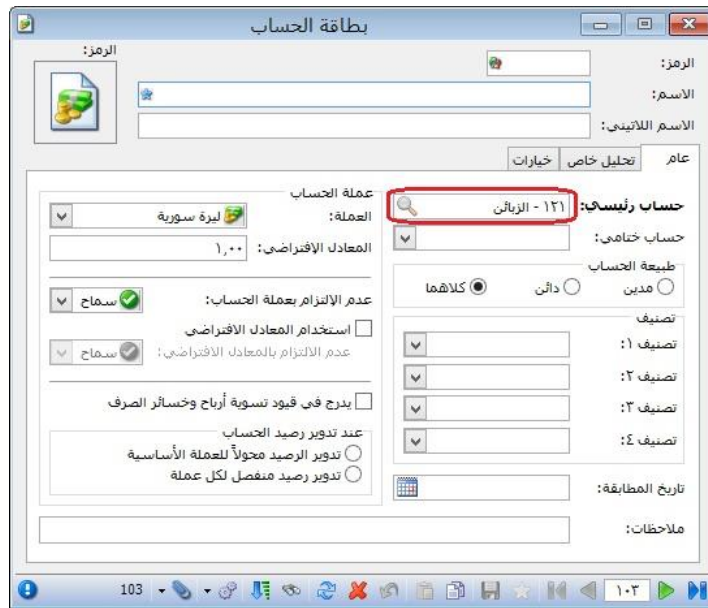 بطاقة الحساب
الرمز:
الرمز:
الاسم:
الاسم اللاتيني:
عام
تحليل خاص
خيارات
حساب رئيسي: ١٢١ - الزبائن
حساب ختامي:
طبيعة الحساب
مدين
دائن
كلاهما
تصنيف
تصنيف ١:
تصنيف ٢:
تصنيف ٣:
تصنيف ٤:
تاريخ المطابقة:
ملاحظات:
عملة الحساب
العملة: ليرة سورية
المعادل الإفتراضي: ١,٠٠
عدم الإلتزام بعملة الحساب: سماح
استخدام المعادل الافتراضي
عدم الالتزام بالمعادل الافتراضي: سماح
يدرج في قيود تسوية أرباح وخسائر الصرف
عند تدوير رصيد الحساب
تدوير الرصيد محولاً للعملة الأساسية
تدوير رصيد منفصل لكل عملة
١٠٣
103